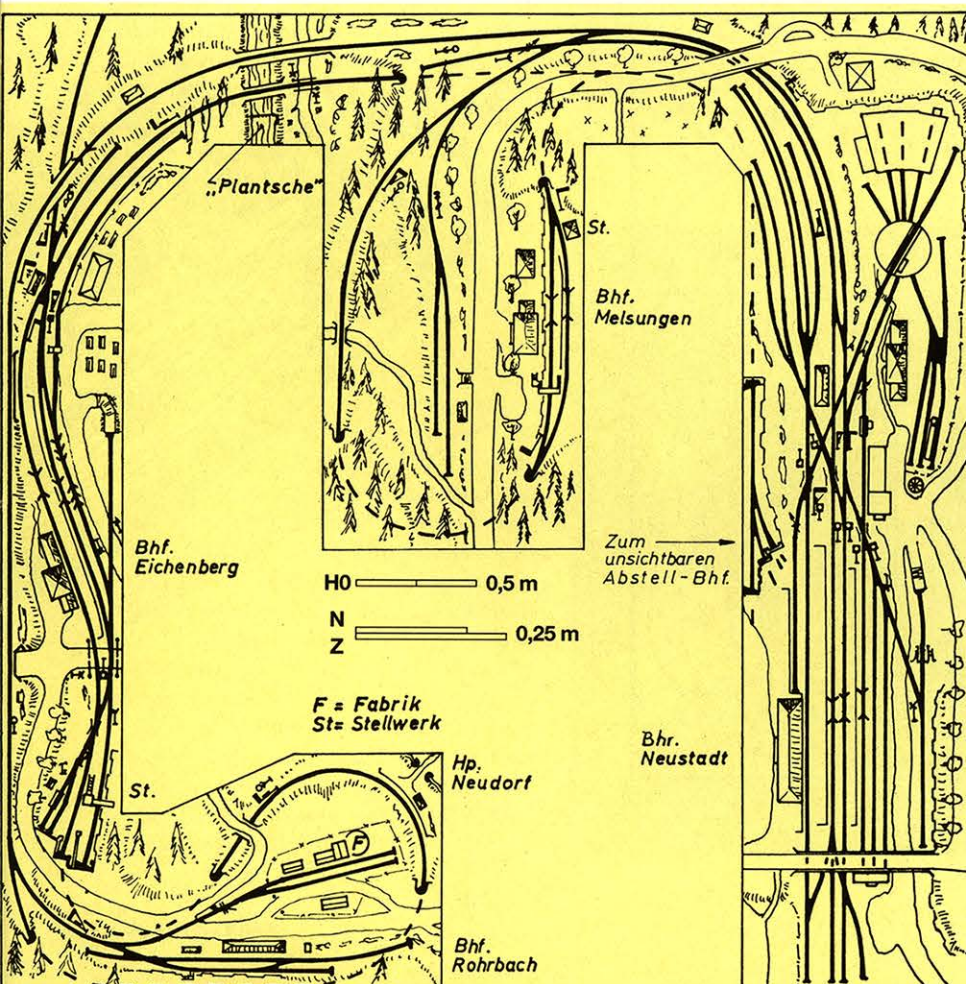 „Plantsche"
St.
Bhf.
Melsungen
Bhf.
Eichenberg
Zum
unsichtbaren
Abstell-Bhf.
H0 0,5 m
N
Z 0,25 m
F = Fabrik
St= Stellwerk
Bhr.
Neustadt
St.
Hp.
Neudorf
F
Bhf.
Rohrbach